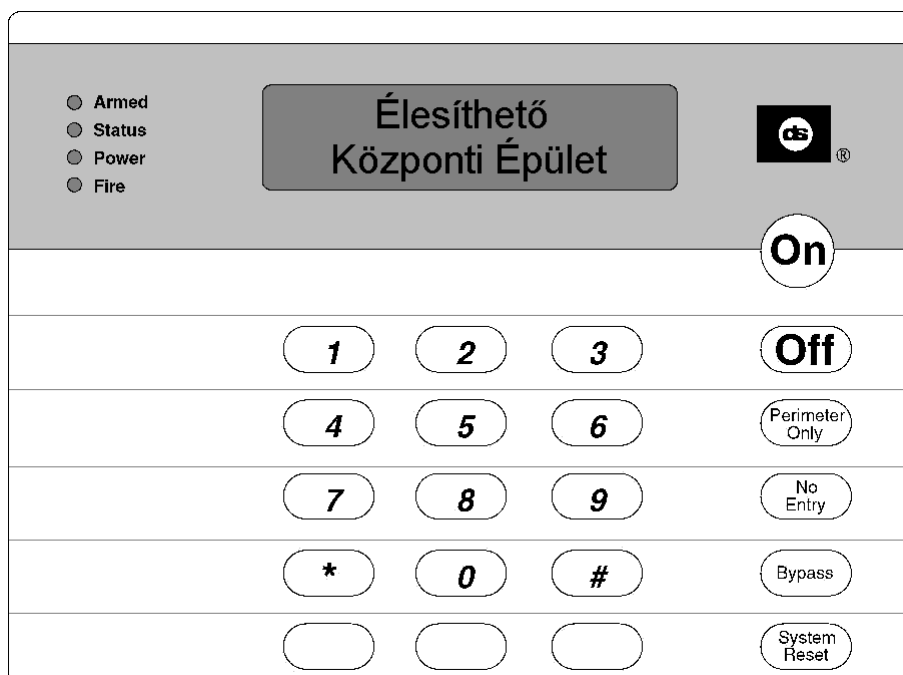 Armed
Status
Power
Fire
Élesíthető
Központi Épület
ds
®
On
1 2 3 Off
4 5 6 Perimeter
Only
7 8 9 No
Entry
* 0 # Bypass
System
Reset